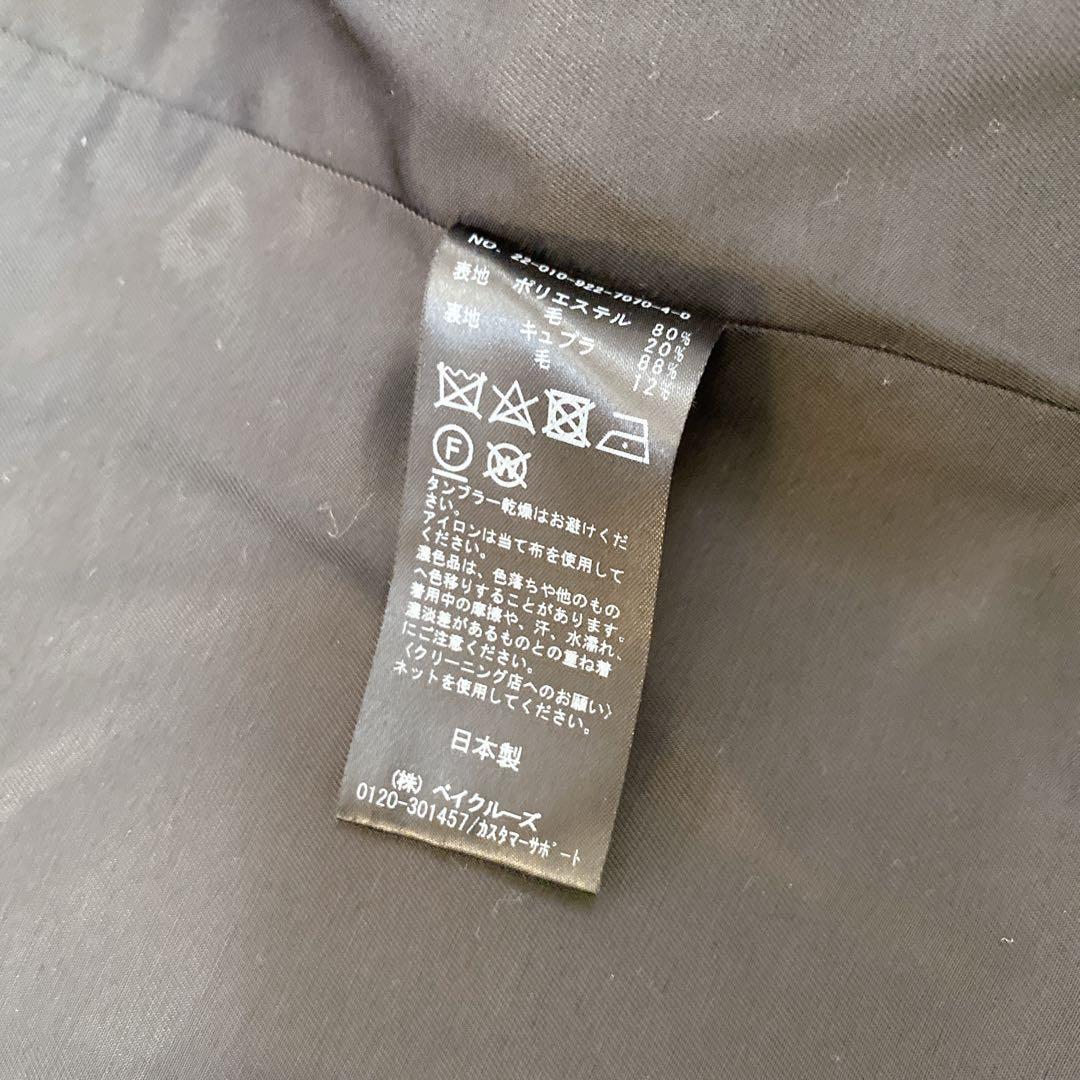 NO. 22-010-922-7070-4-0
表地 ポリエステル 80%
毛 20%
裏地 キュプラ 88%
毛 12%
F W
タンブラー乾燥はお避けくだ
さい。
アイロンは当て布を使用して
ください。
濃色品は、色落ちや他のもの
へ色移りすることがあります。
着用中の摩擦や、汗、水濡れ、
濃淡差があるものとの重ね着
にご注意ください。
〈クリーニング店へのお願い〉
ネットを使用してください。
日本製
(株) ベイクルーズ
0120-301457/カスタマーサポート